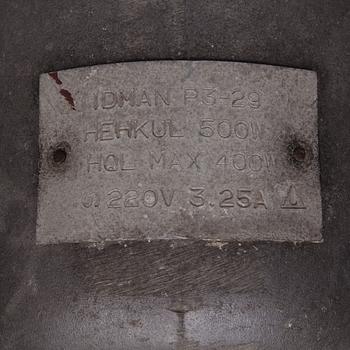 IDMAN P3-29
HEHKUL 500W
HQL MAX 400W
U. 220V 3.25A